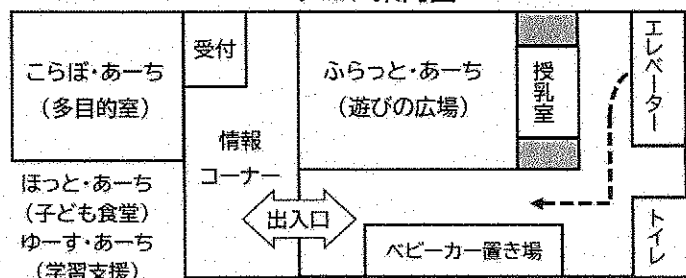 こらぼ・あーち
（多目的室）
受付
ふらっと・あーち
（遊びの広場）
授乳室
エレベーター
情報
コーナー
ほっと・あーち
（子ども食堂）
ゆーす・あーち
（学習支援）
出入口
ベビーカー置き場
トイレ